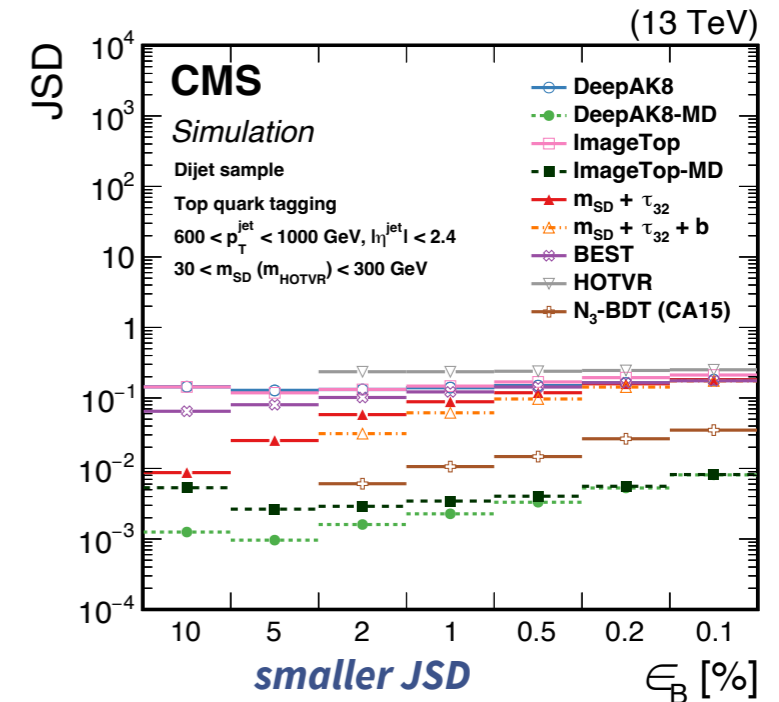 (13 TeV)
JSD
10⁴
10³
10²
10
1
10⁻¹
10⁻²
10⁻³
10⁻⁴
CMS
Simulation
Dijet sample
Top quark tagging
600 < p_T^jet < 1000 GeV, |η^jet| < 2.4
30 < m_SD (m_HOTVR) < 300 GeV
DeepAK8
DeepAK8-MD
ImageTop
ImageTop-MD
m_SD + τ₃₂
m_SD + τ₃₂ + b
BEST
HOTVR
N₃-BDT (CA15)
10 5 2 1 0.5 0.2 0.1
smaller JSD
∈_B [%]